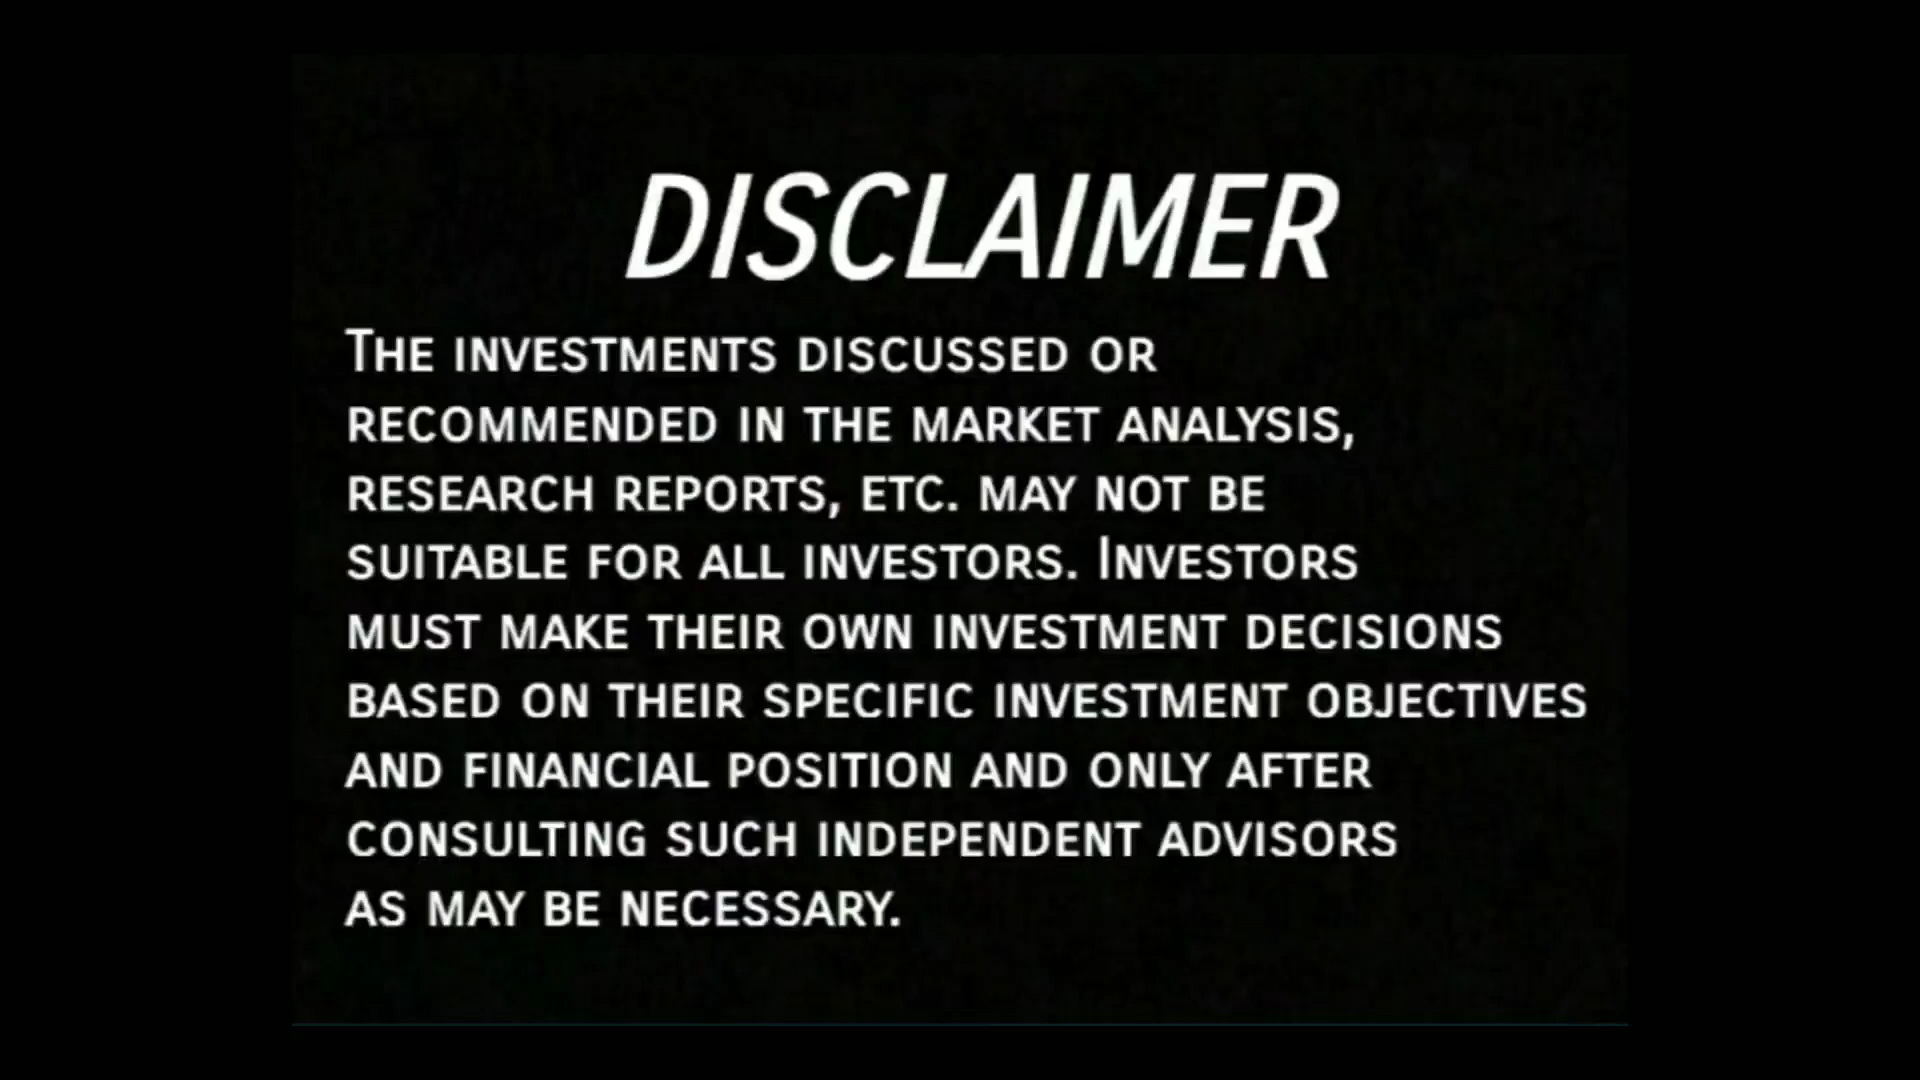 DISCLAIMER
The investments discussed or
recommended in the market analysis,
research reports, etc. may not be
suitable for all investors. Investors
must make their own investment decisions
based on their specific investment objectives
and financial position and only after
consulting such independent advisors
as may be necessary.